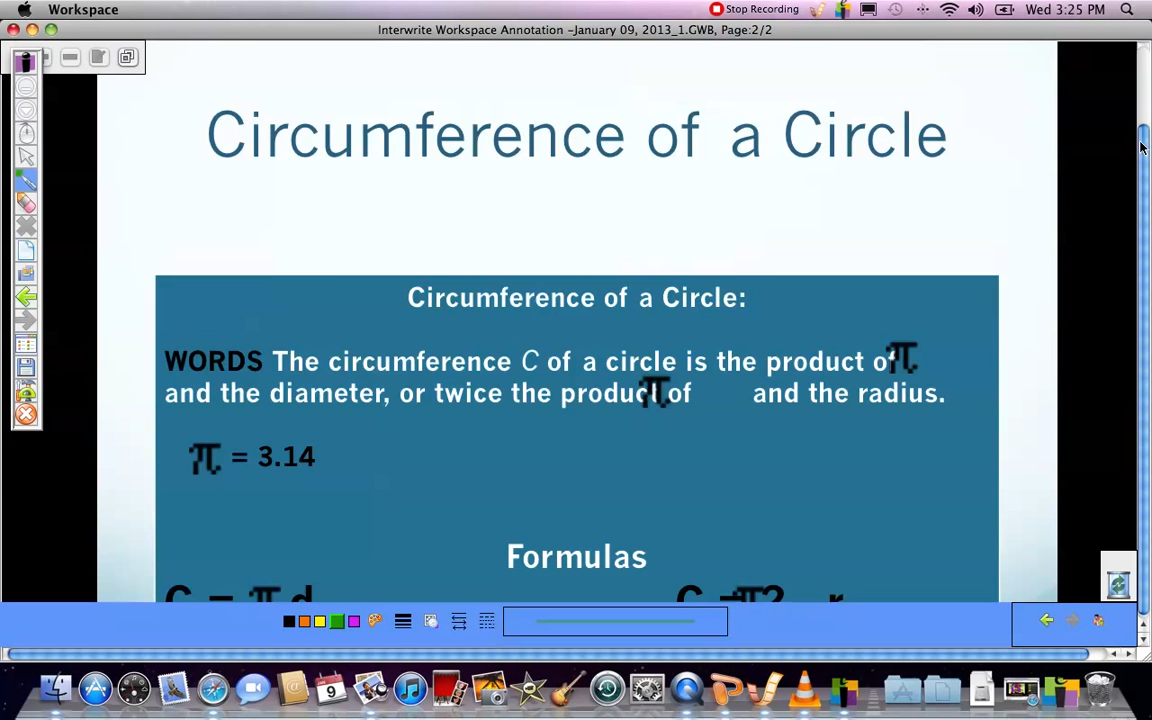 Workspace
Stop Recording
Wed 3:25 PM
Interwrite Workspace Annotation –January 09, 2013_1.GWB, Page:2/2
Circumference of a Circle
Circumference of a Circle:
WORDS The circumference C of a circle is the product of π
and the diameter, or twice the product π of and the radius.
π = 3.14
Formulas
C = π d
C = π 2 r
9